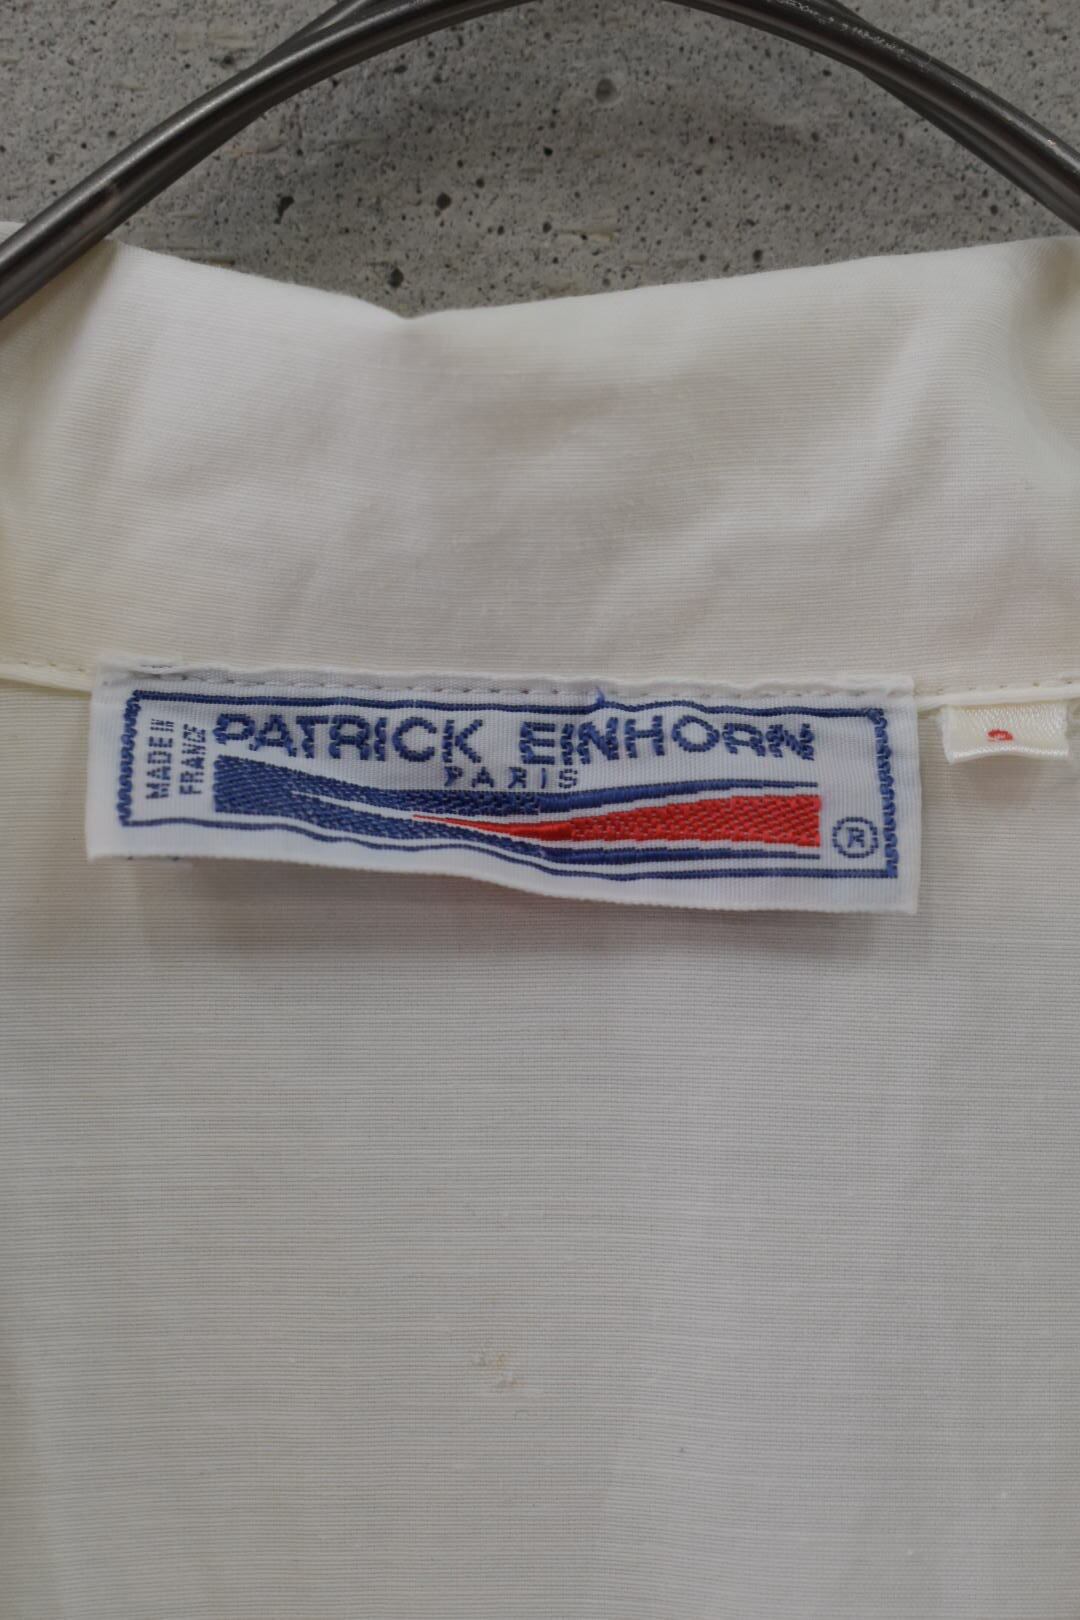 MADE IN
FRANCE
PATRICK EINHORN
PARIS
®